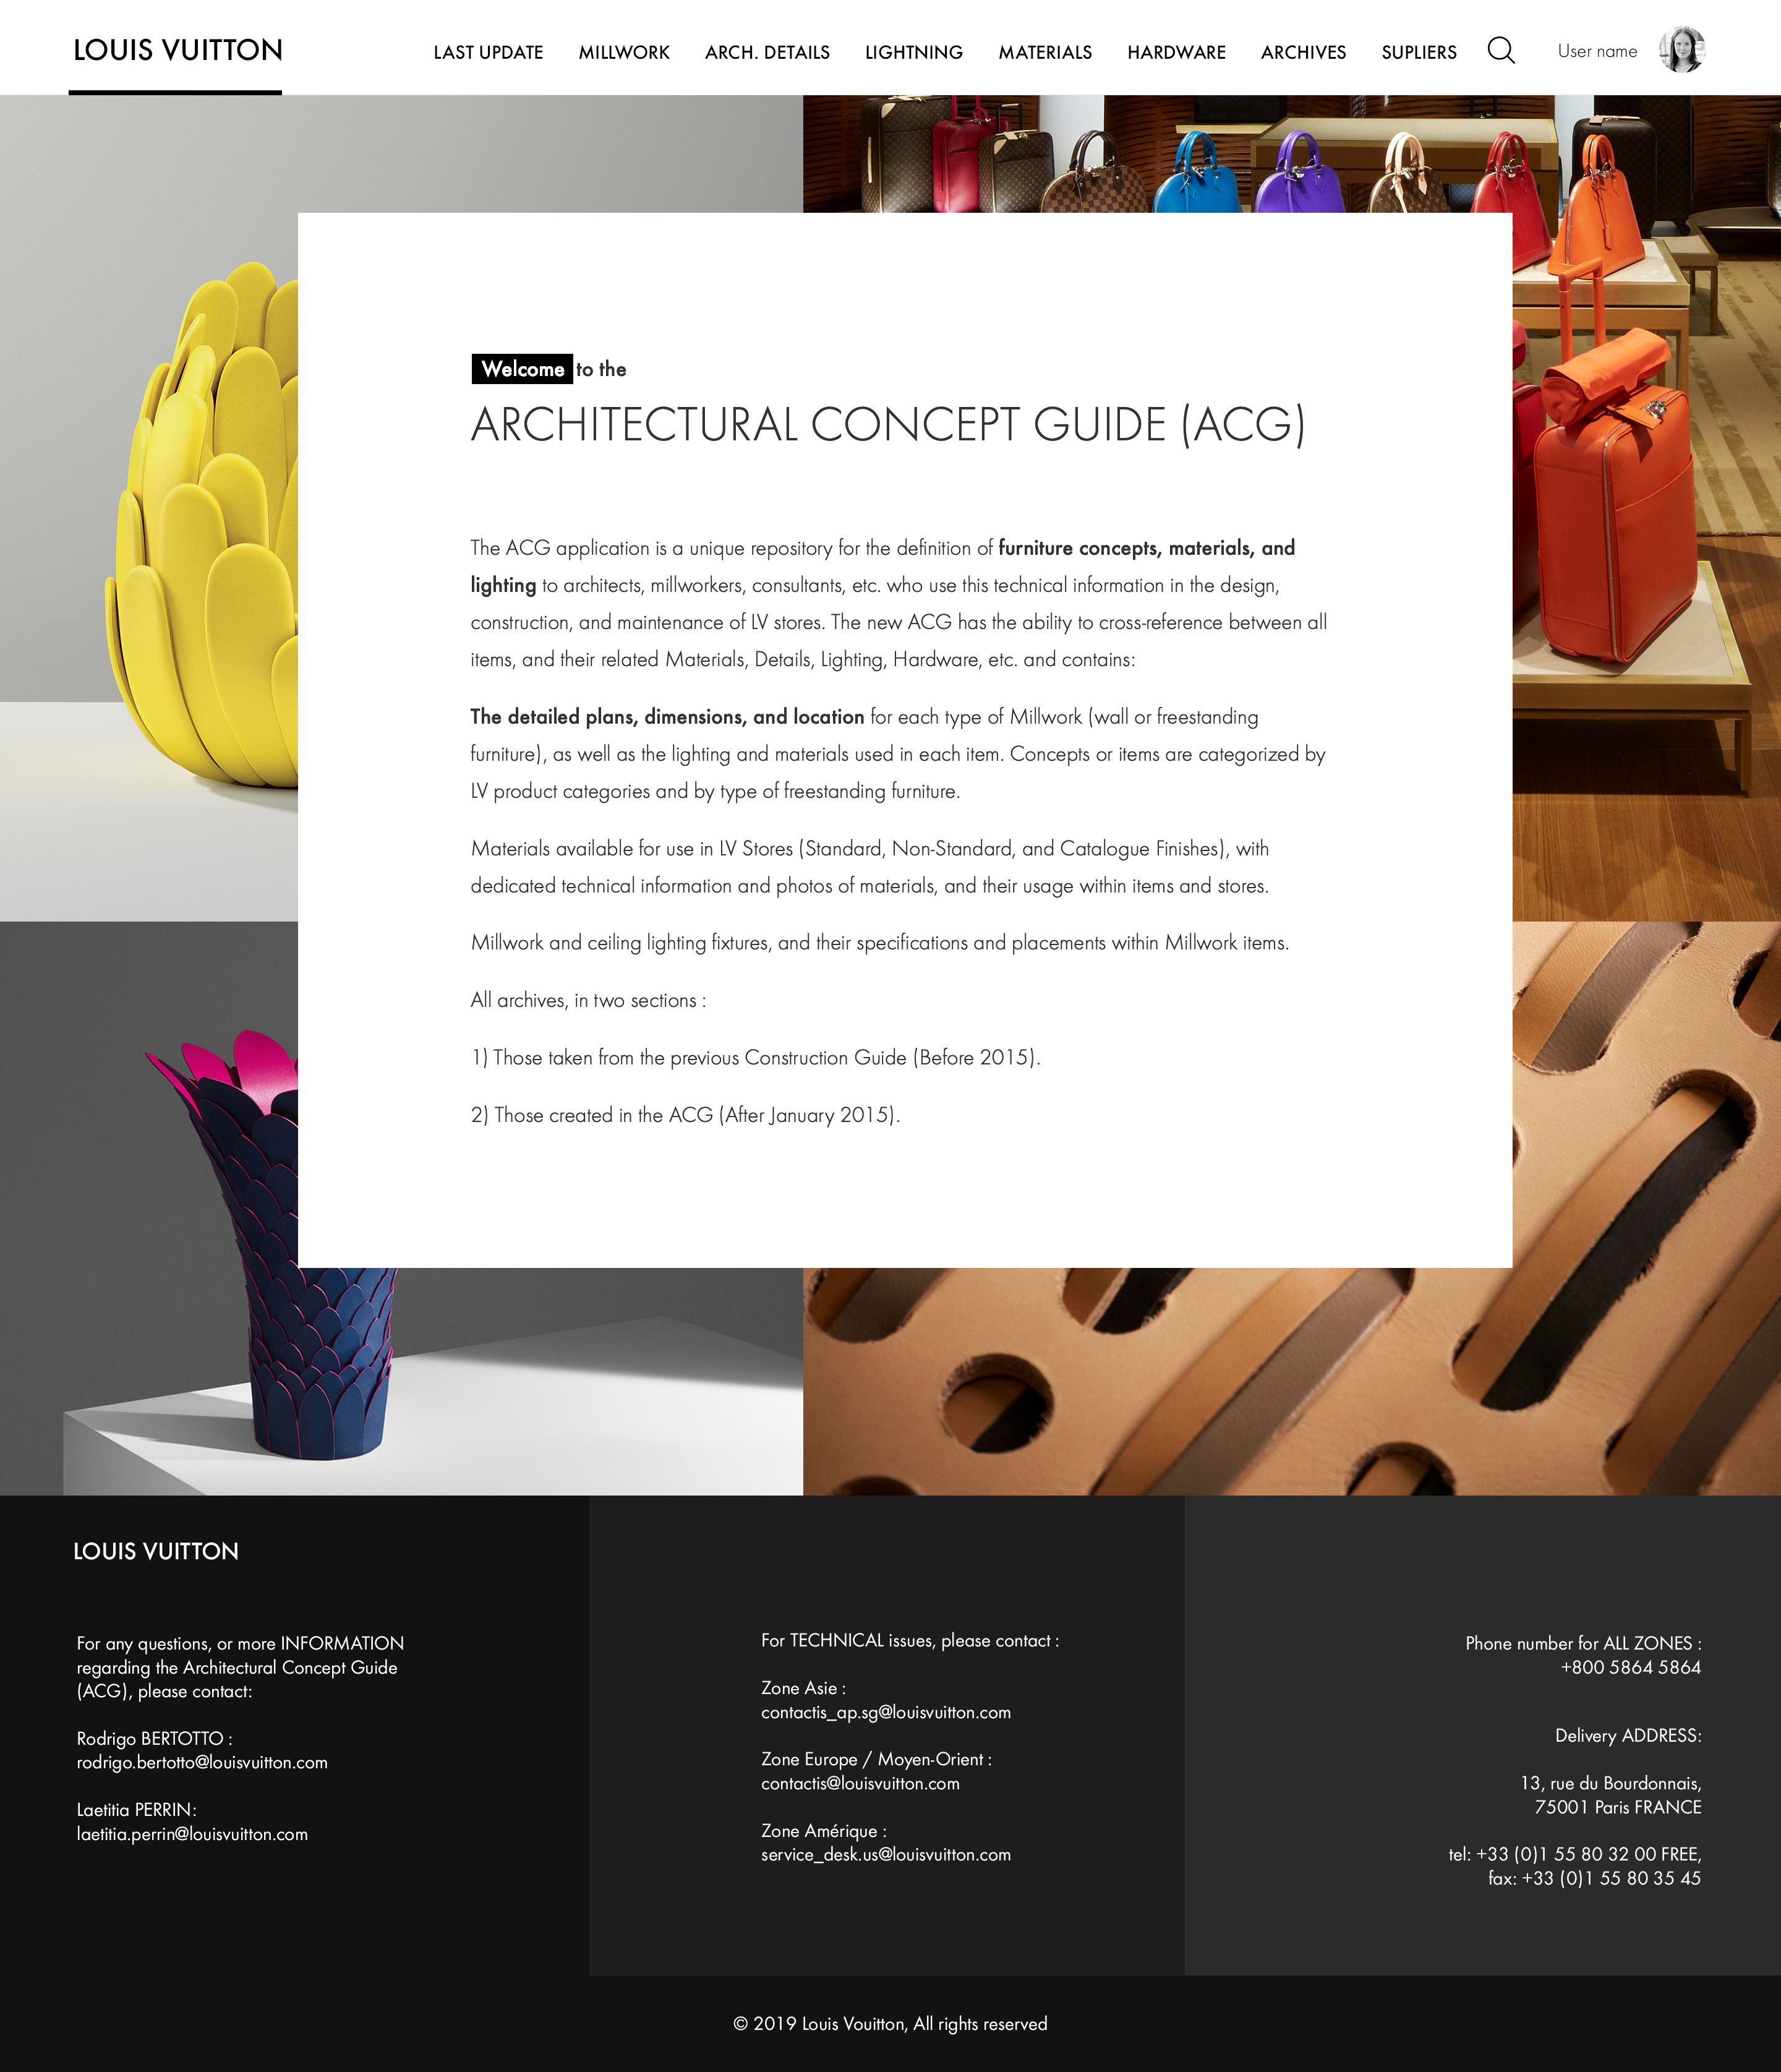 LOUIS VUITTON
LAST UPDATE
MILLWORK
ARCH. DETAILS
LIGHTNING
MATERIALS
HARDWARE
ARCHIVES
SUPLIERS
User name
Welcome to the
ARCHITECTURAL CONCEPT GUIDE (ACG)
The ACG application is a unique repository for the definition of furniture concepts, materials, and
lighting to architects, millworkers, consultants, etc. who use this technical information in the design,
construction, and maintenance of LV stores. The new ACG has the ability to cross-reference between all
items, and their related Materials, Details, Lighting, Hardware, etc. and contains:
The detailed plans, dimensions, and location for each type of Millwork (wall or freestanding
furniture), as well as the lighting and materials used in each item. Concepts or items are categorized by
LV product categories and by type of freestanding furniture.
Materials available for use in LV Stores (Standard, Non-Standard, and Catalogue Finishes), with
dedicated technical information and photos of materials, and their usage within items and stores.
Millwork and ceiling lighting fixtures, and their specifications and placements within Millwork items.
All archives, in two sections :
1) Those taken from the previous Construction Guide (Before 2015).
2) Those created in the ACG (After January 2015).
LOUIS VUITTON
For any questions, or more INFORMATION
regarding the Architectural Concept Guide
(ACG), please contact:
Rodrigo BERTOTTO :
rodrigo.bertotto@louisvuitton.com
Laetitia PERRIN:
laetitia.perrin@louisvuitton.com
For TECHNICAL issues, please contact :
Zone Asie :
contactis_ap.sg@louisvuitton.com
Zone Europe / Moyen-Orient :
contactis@louisvuitton.com
Zone Amérique :
service_desk.us@louisvuitton.com
Phone number for ALL ZONES :
+800 5864 5864
Delivery ADDRESS:
13, rue du Bourdonnais,
75001 Paris FRANCE
tel: +33 (0)1 55 80 32 00 FREE,
fax: +33 (0)1 55 80 35 45
© 2019 Louis Vouitton, All rights reserved